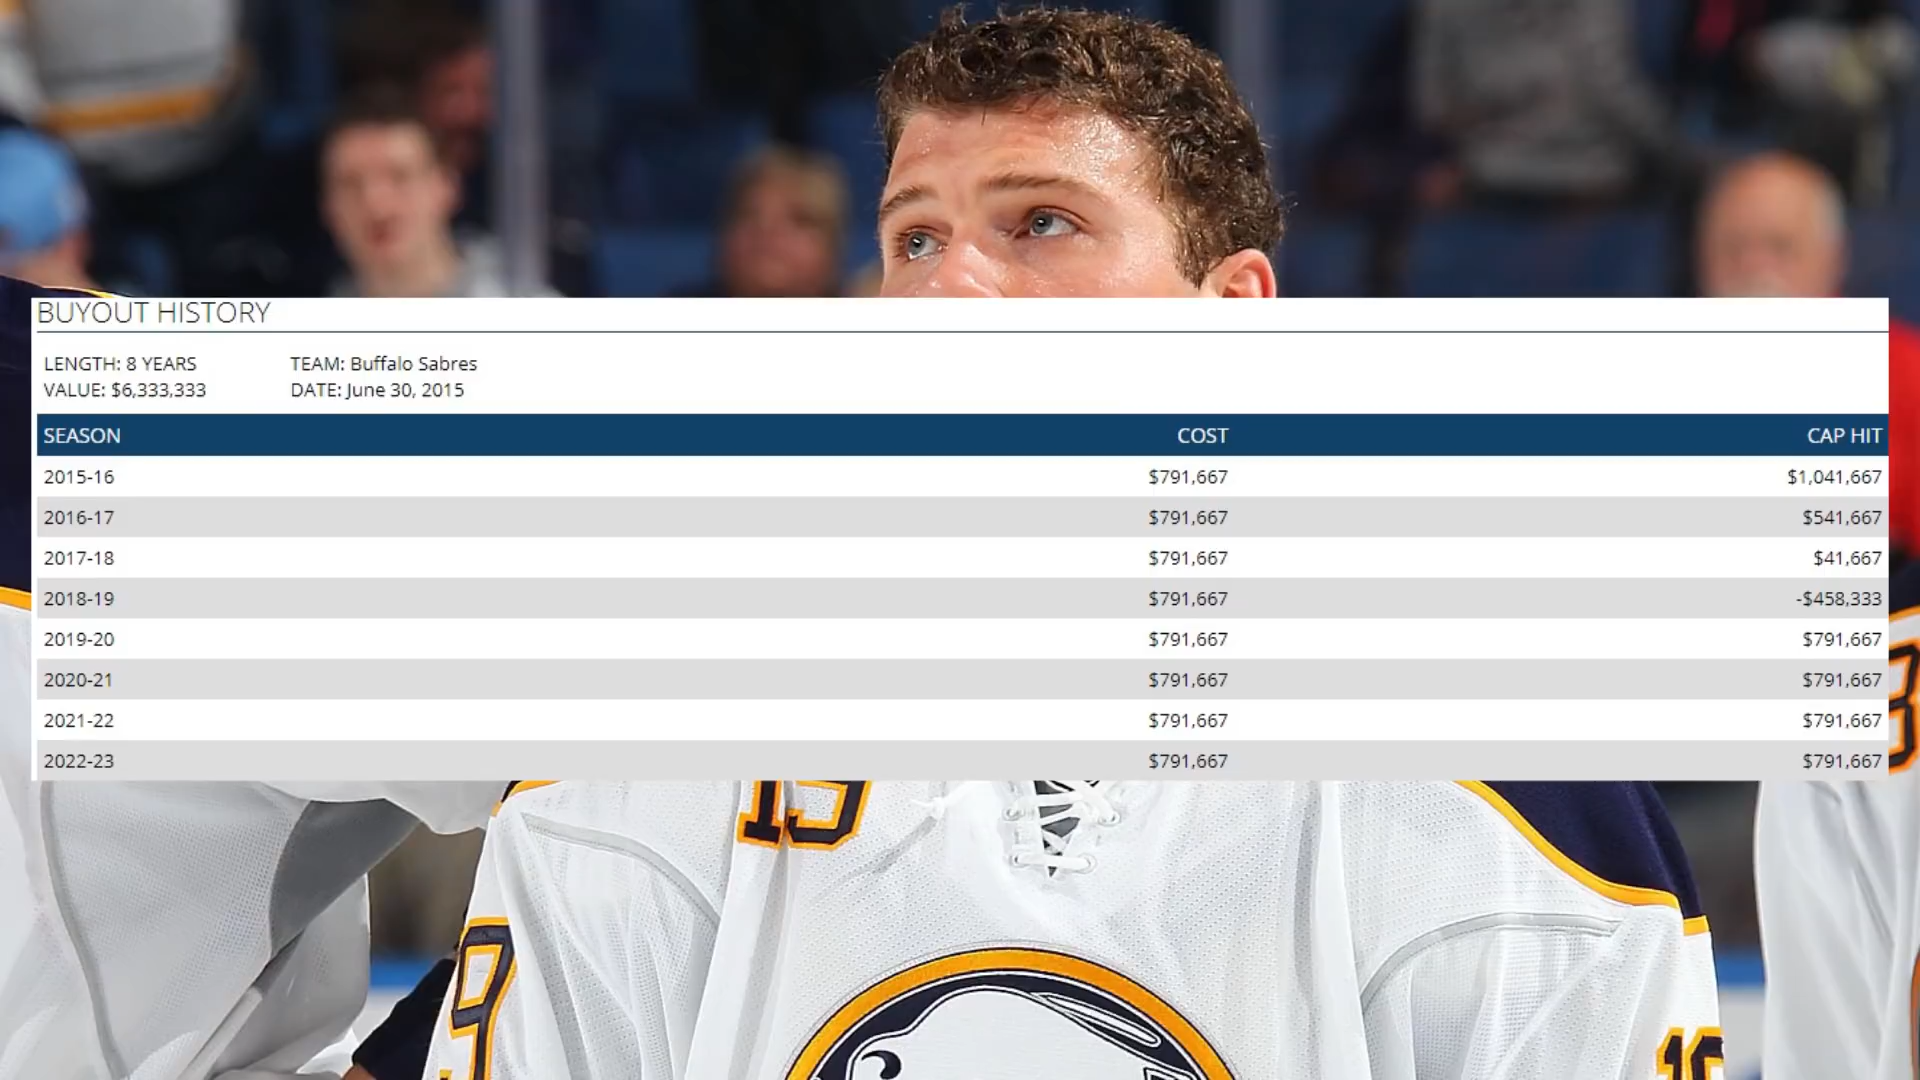 BUYOUT HISTORY
LENGTH: 8 YEARS TEAM: Buffalo Sabres
VALUE: $6,333,333 DATE: June 30, 2015
SEASON COST CAP HIT
2015-16 $791,667 $1,041,667
2016-17 $791,667 $541,667
2017-18 $791,667 $41,667
2018-19 $791,667 -$458,333
2019-20 $791,667 $791,667
2020-21 $791,667 $791,667
2021-22 $791,667 $791,667
2022-23 $791,667 $791,667
15
9